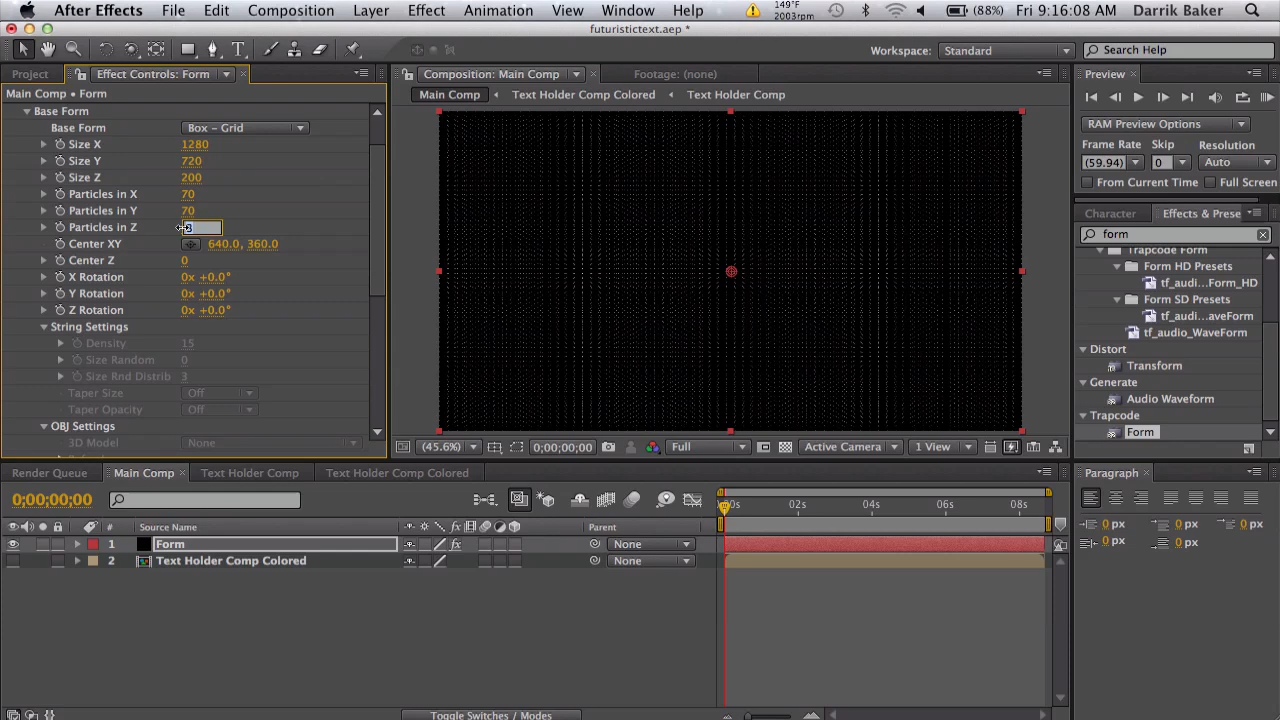 After Effects File Edit Composition Layer Effect Animation View Window Help 149°F 2003rpm (88%) Fri 9:16:08 AM Darrik Baker
futuristictext.aep *
Workspace: Standard Search Help
Project Effect Controls: Form Composition: Main Comp Footage: (none) Preview
Main Comp • Form Main Comp Text Holder Comp Colored Text Holder Comp
Base Form
Base Form Box - Grid
Size X 1280
Size Y 720
Size Z 200
Particles in X 70
Particles in Y 70
Particles in Z
Center XY 640.0, 360.0
Center Z 0
X Rotation 0x +0.0°
Y Rotation 0x +0.0°
Z Rotation 0x +0.0°
String Settings
Density 15
Size Random 0
Size Rnd Distrib 3
Taper Size Off
Taper Opacity Off
OBJ Settings
3D Model None
RAM Preview Options
Frame Rate Skip Resolution
(59.94) 0 Auto
From Current Time Full Screen
Character Effects & Prese
form
Trapcode Form
Form HD Presets
tf_audi...Form_HD
Form SD Presets
tf_audi...aveForm
tf_audio_WaveForm
Distort
Transform
Generate
Audio Waveform
Trapcode
Form
(45.6%) 0;00;00;00 Full Active Camera 1 View
Render Queue Main Comp Text Holder Comp Text Holder Comp Colored
0;00;00;00
:00s 02s 04s 06s 08s
# Source Name Parent
1 Form None
2 Text Holder Comp Colored None
Toggle Switches / Modes
Paragraph
0 px 0 px 0 px
0 px 0 px